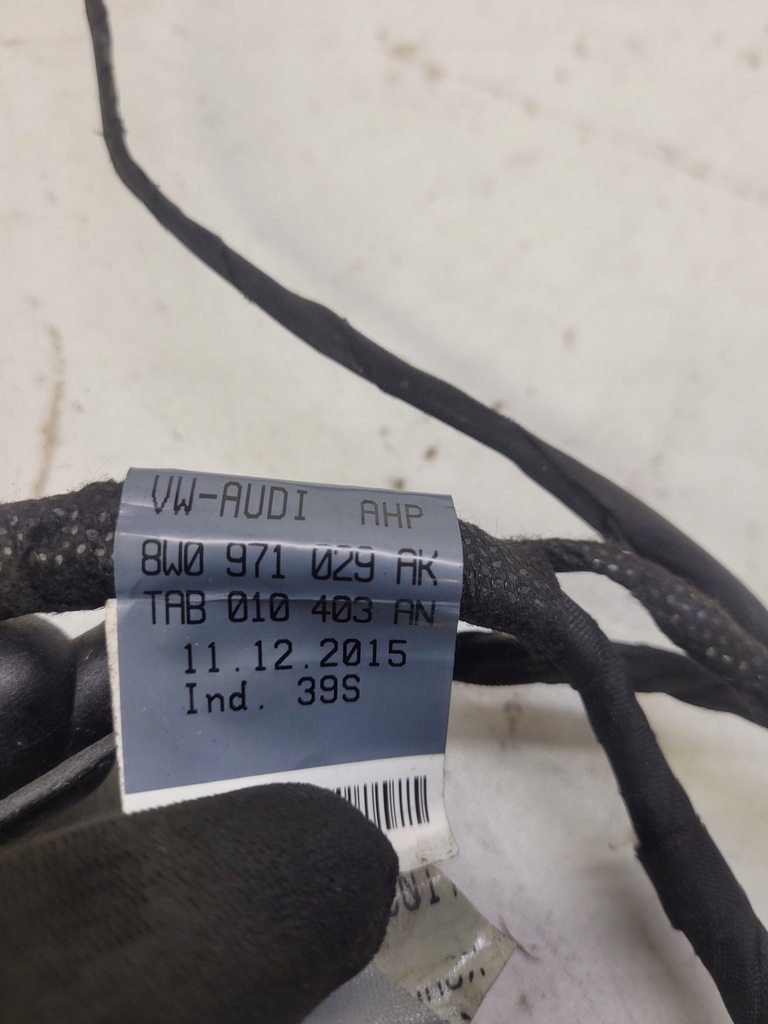 VW-AUDI AHP
8W0 971 029 AK
TAB 010 403 AN
11.12.2015
Ind. 39S